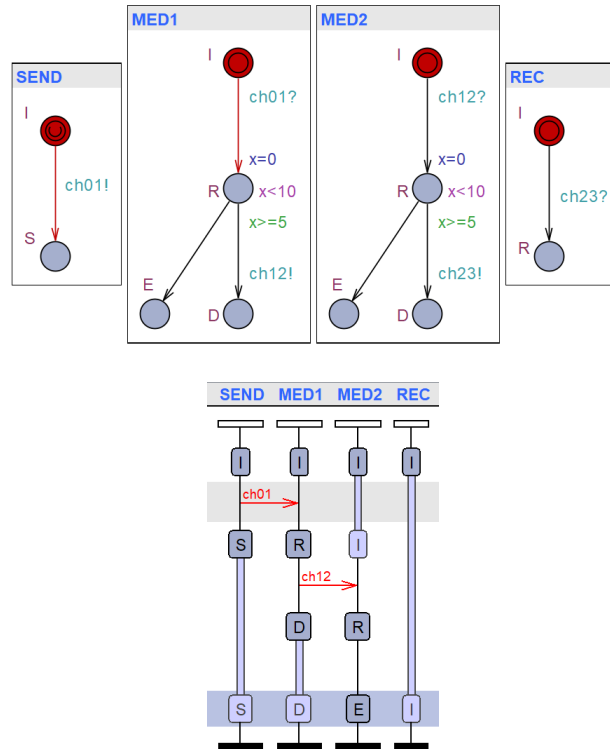 MED1
MED2
SEND
REC
I
ch01!
S
I
ch01?
x=0
R
x<10
x>=5
E
ch12!
D
I
ch12?
x=0
R
x<10
x>=5
E
ch23!
D
I
ch23?
R
SEND MED1 MED2 REC
I I I I
ch01
S R I
ch12
D R
S D E I